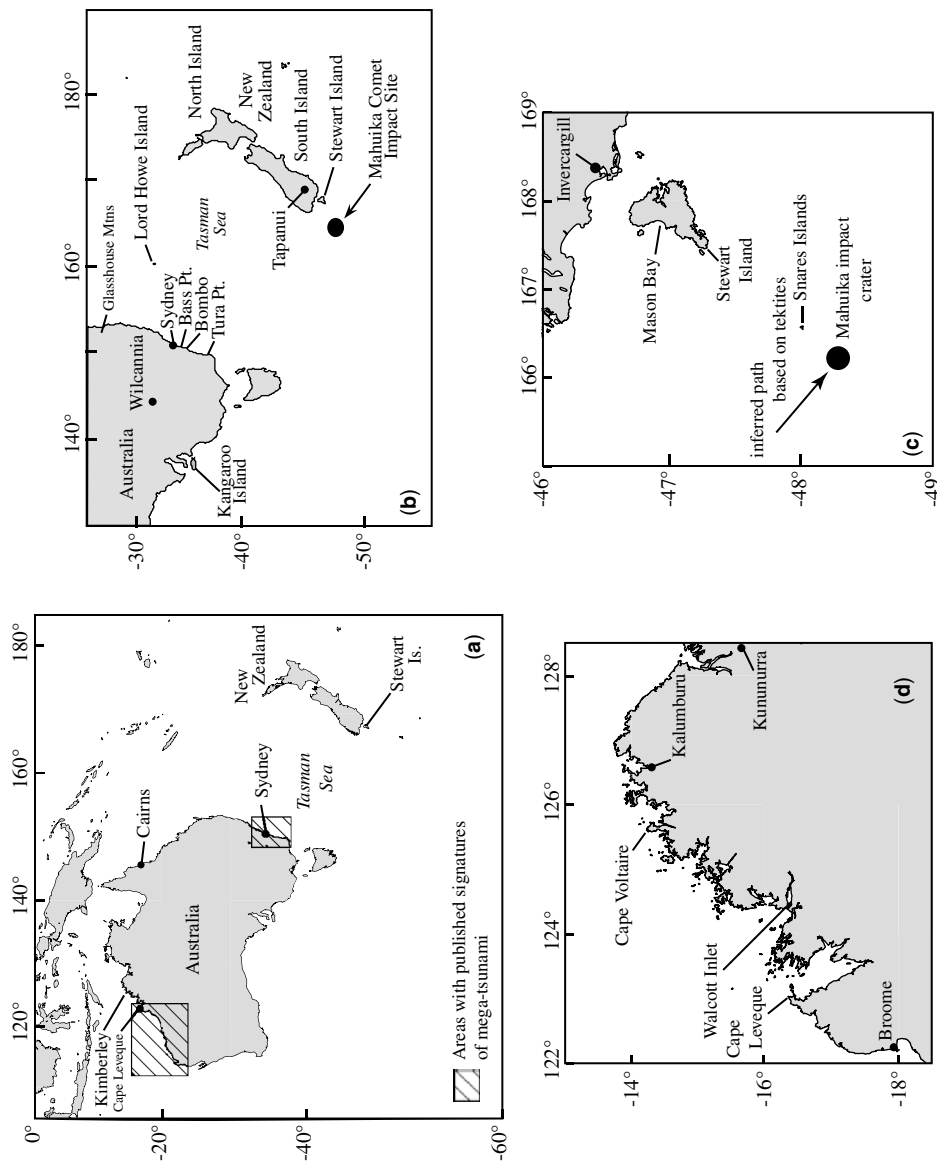 120°
140°
160°
180°
0°
-20°
-40°
-60°
Kimberley
Cape Leveque
Cairns
Australia
Sydney
Tasman
Sea
New
Zealand
Stewart
Is.
Areas with published signatures
of mega-tsunami
(a)
140°
160°
180°
-30°
-40°
-50°
Australia
Wilcannia
Glasshouse Mtns
Lord Howe Island
Sydney
Bass Pt.
Bombo
Tura Pt.
Kangaroo
Island
Tasman
Sea
North Island
New
Zealand
South Island
Stewart Island
Tapanui
Mahuika Comet
Impact Site
(b)
166°
167°
168°
169°
-46°
-47°
-48°
-49°
Invercargill
Mason Bay
Stewart
Island
inferred path
based on tektites
Snares Islands
Mahuika impact
crater
(c)
122°
124°
126°
128°
-14°
-16°
-18°
Cape Voltaire
Kalumburu
Kununurra
Walcott Inlet
Cape
Leveque
Broome
(d)